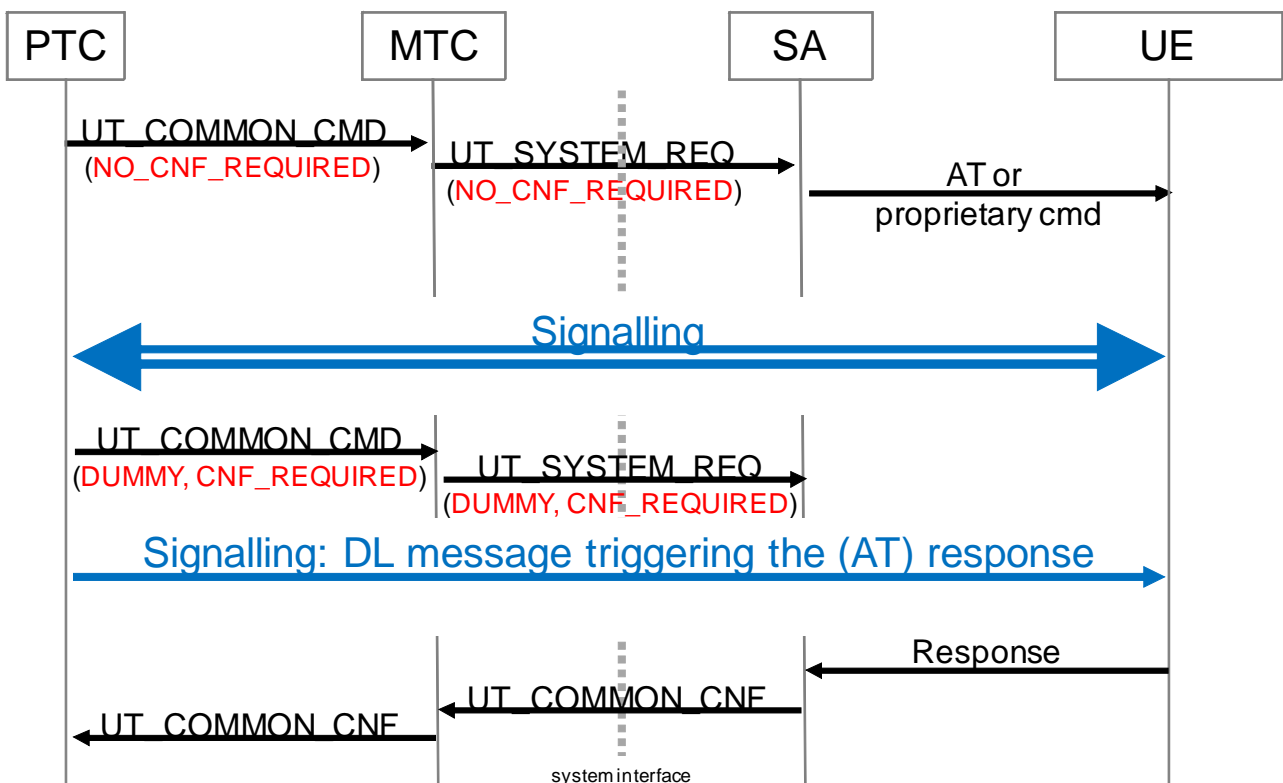 PTC
MTC
SA
UE
UT_COMMON_CMD
(NO_CNF_REQUIRED)
UT_SYSTEM_REQ
(NO_CNF_REQUIRED)
AT or
proprietary cmd
Signalling
UT_COMMON_CMD
(DUMMY, CNF_REQUIRED)
UT_SYSTEM_REQ
(DUMMY, CNF_REQUIRED)
Signalling: DL message triggering the (AT) response
Response
UT_COMMON_CNF
UT_COMMON_CNF
system interface